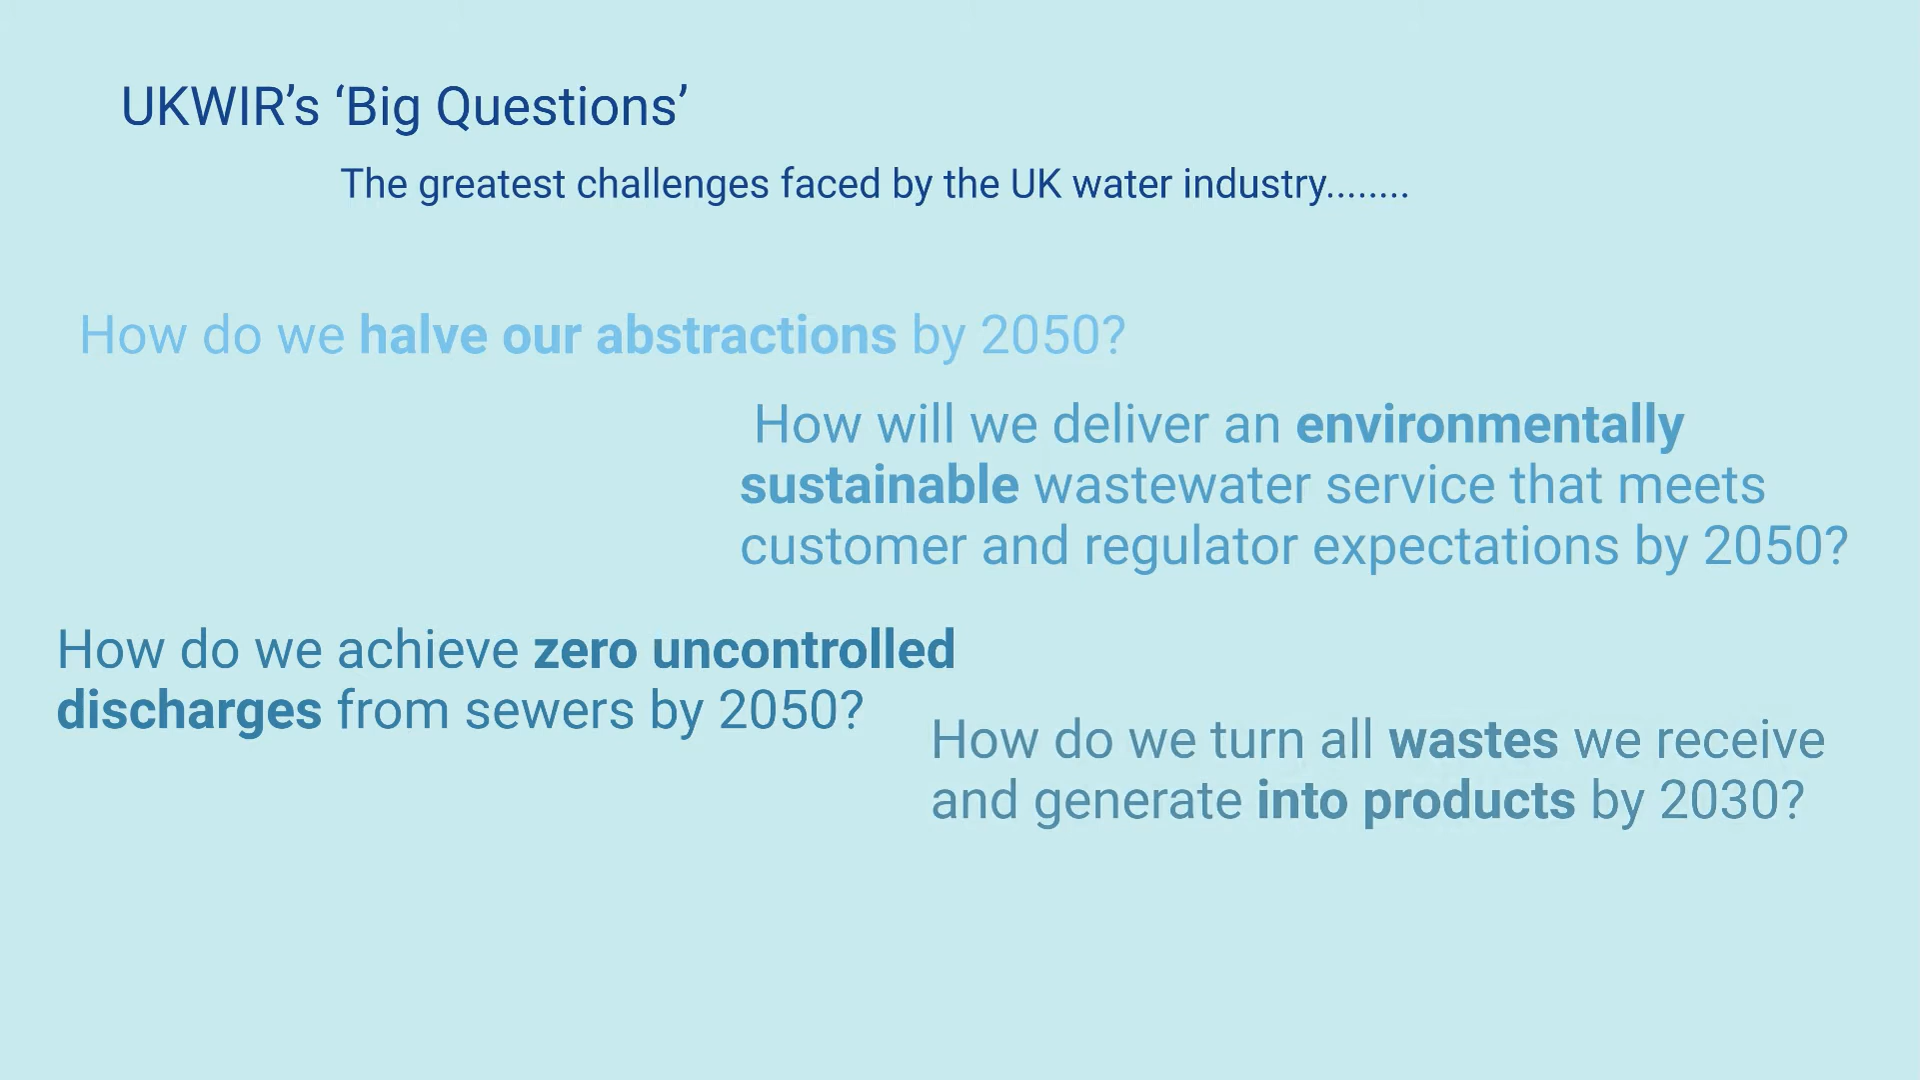 UKWIR’s ‘Big Questions’
The greatest challenges faced by the UK water industry........
How do we halve our abstractions by 2050?
How will we deliver an environmentally
sustainable wastewater service that meets
customer and regulator expectations by 2050?
How do we achieve zero uncontrolled
discharges from sewers by 2050?
How do we turn all wastes we receive
and generate into products by 2030?